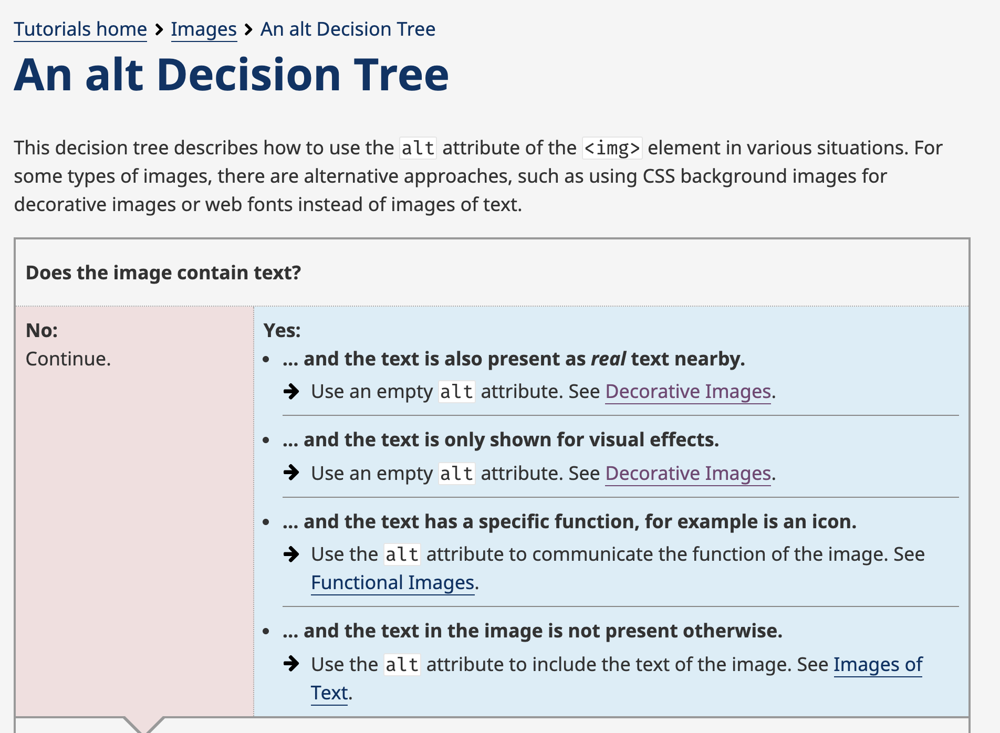 Tutorials home > Images > An alt Decision Tree
An alt Decision Tree
This decision tree describes how to use the alt attribute of the <img> element in various situations. For
some types of images, there are alternative approaches, such as using CSS background images for
decorative images or web fonts instead of images of text.
Does the image contain text?
No:
Continue.
Yes:
• … and the text is also present as real text nearby.
→ Use an empty alt attribute. See Decorative Images.
• … and the text is only shown for visual effects.
→ Use an empty alt attribute. See Decorative Images.
• … and the text has a specific function, for example is an icon.
→ Use the alt attribute to communicate the function of the image. See
Functional Images.
• … and the text in the image is not present otherwise.
→ Use the alt attribute to include the text of the image. See Images of
Text.